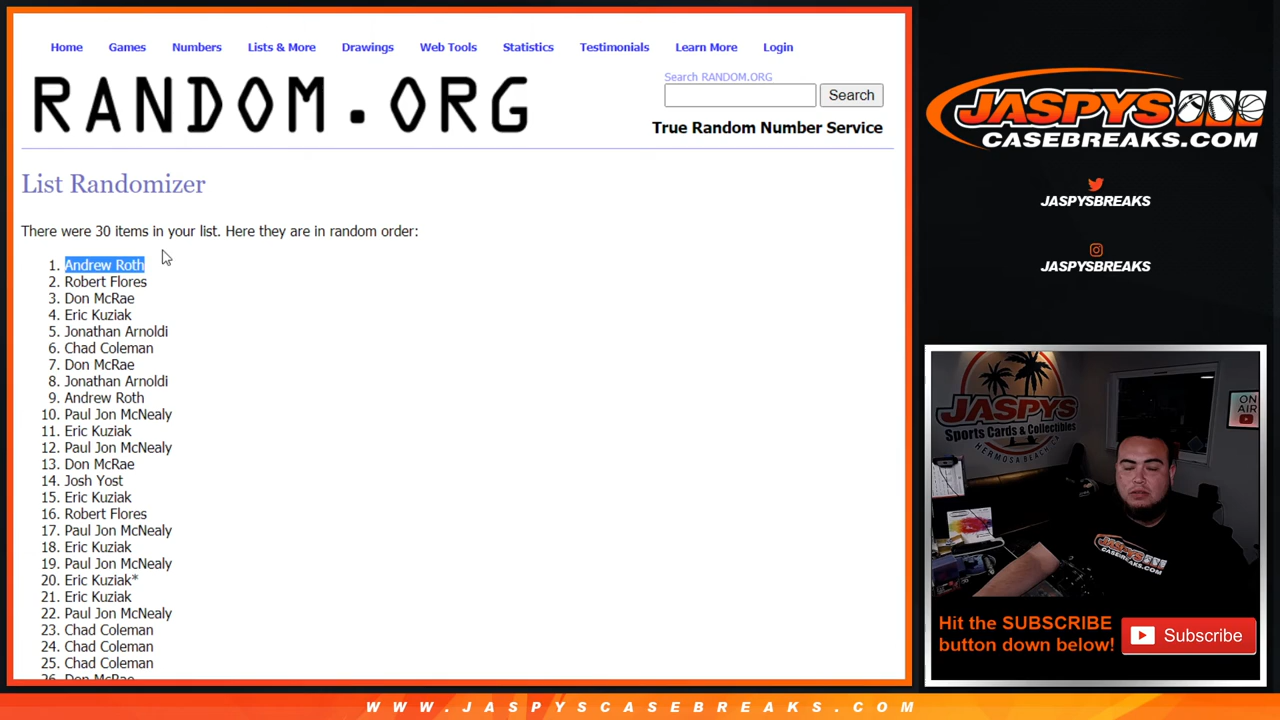 Home Games Numbers Lists & More Drawings Web Tools Statistics Testimonials Learn More Login
RANDOM.ORG
Search RANDOM.ORG
Search
True Random Number Service
List Randomizer
There were 30 items in your list. Here they are in random order:
1. Andrew Roth
2. Robert Flores
3. Don McRae
4. Eric Kuziak
5. Jonathan Arnoldi
6. Chad Coleman
7. Don McRae
8. Jonathan Arnoldi
9. Andrew Roth
10. Paul Jon McNealy
11. Eric Kuziak
12. Paul Jon McNealy
13. Don McRae
14. Josh Yost
15. Eric Kuziak
16. Robert Flores
17. Paul Jon McNealy
18. Eric Kuziak
19. Paul Jon McNealy
20. Eric Kuziak*
21. Eric Kuziak
22. Paul Jon McNealy
23. Chad Coleman
24. Chad Coleman
25. Chad Coleman
26. Don McRae
JASPYS
CASEBREAKS.COM
JASPYSBREAKS
JASPYSBREAKS
JASPYS
Sports Cards & Collectibles
HERMOSA BEACH, CA
ON
AIR
JASPYS
CASEBREAKS.COM
Hit the SUBSCRIBE
button down below!
Subscribe
WWW.JASPYSCASEBREAKS.COM